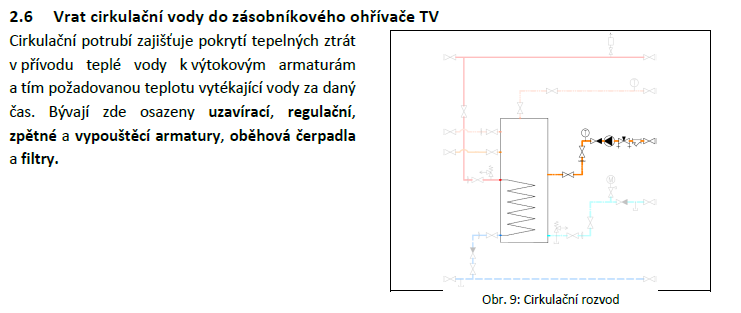 2.6 Vrat cirkulační vody do zásobníkového ohřívače TV
Cirkulační potrubí zajišťuje pokrytí tepelných ztrát
v přívodu teplé vody k výtokovým armaturám
a tím požadovanou teplotu vytékající vody za daný
čas. Bývají zde osazeny uzavírací, regulační,
zpětné a vypouštěcí armatury, oběhová čerpadla
a filtry.
T
T
M
Obr. 9: Cirkulační rozvod